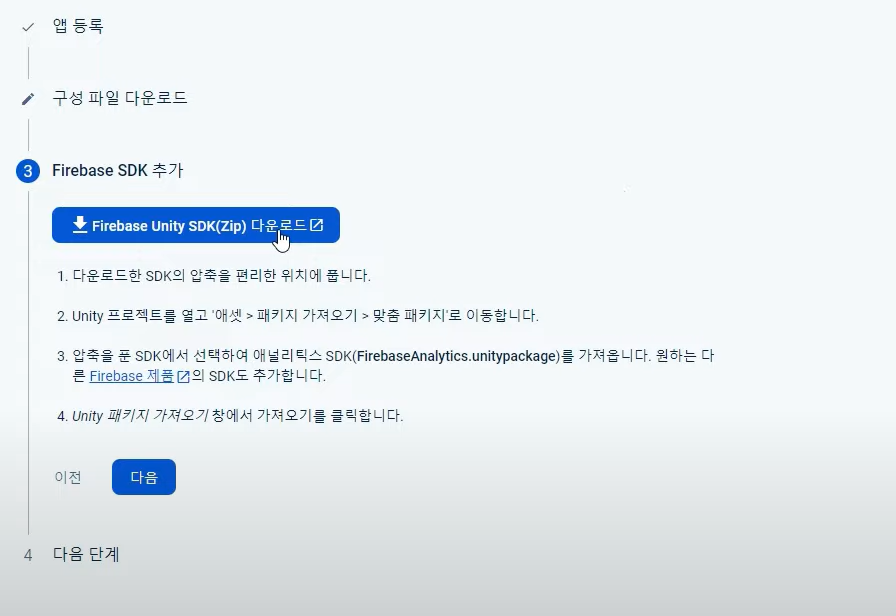 앱 등록
구성 파일 다운로드
3 Firebase SDK 추가
Firebase Unity SDK(Zip) 다운로드
1. 다운로드한 SDK의 압축을 편리한 위치에 풉니다.
2. Unity 프로젝트를 열고 '애셋 > 패키지 가져오기 > 맞춤 패키지'로 이동합니다.
3. 압축을 푼 SDK에서 선택하여 애널리틱스 SDK(FirebaseAnalytics.unitypackage)를 가져옵니다. 원하는 다
른 Firebase 제품의 SDK도 추가합니다.
4. Unity 패키지 가져오기 창에서 가져오기를 클릭합니다.
이전 다음
4 다음 단계